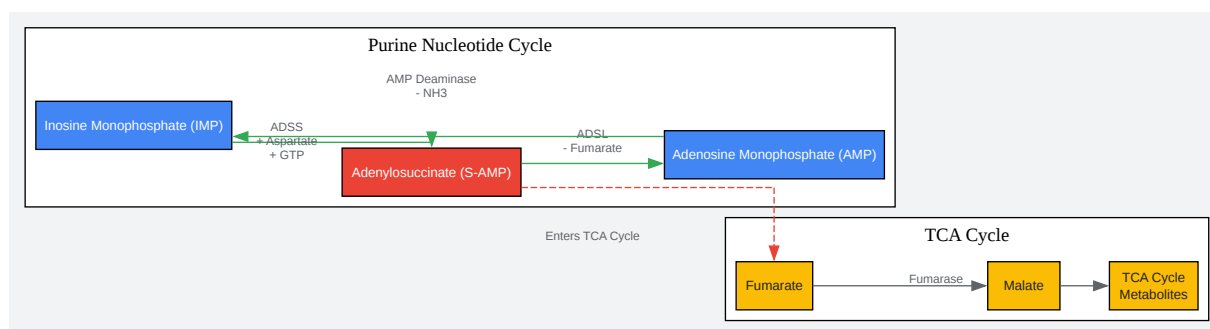 Purine Nucleotide Cycle
AMP Deaminase
- NH3
Inosine Monophosphate (IMP)
ADSS
+ Aspartate
+ GTP
ADSL
- Fumarate
Adenosine Monophosphate (AMP)
Adenylosuccinate (S-AMP)
Enters TCA Cycle
TCA Cycle
Fumarate
Fumarase
Malate
TCA Cycle
Metabolites